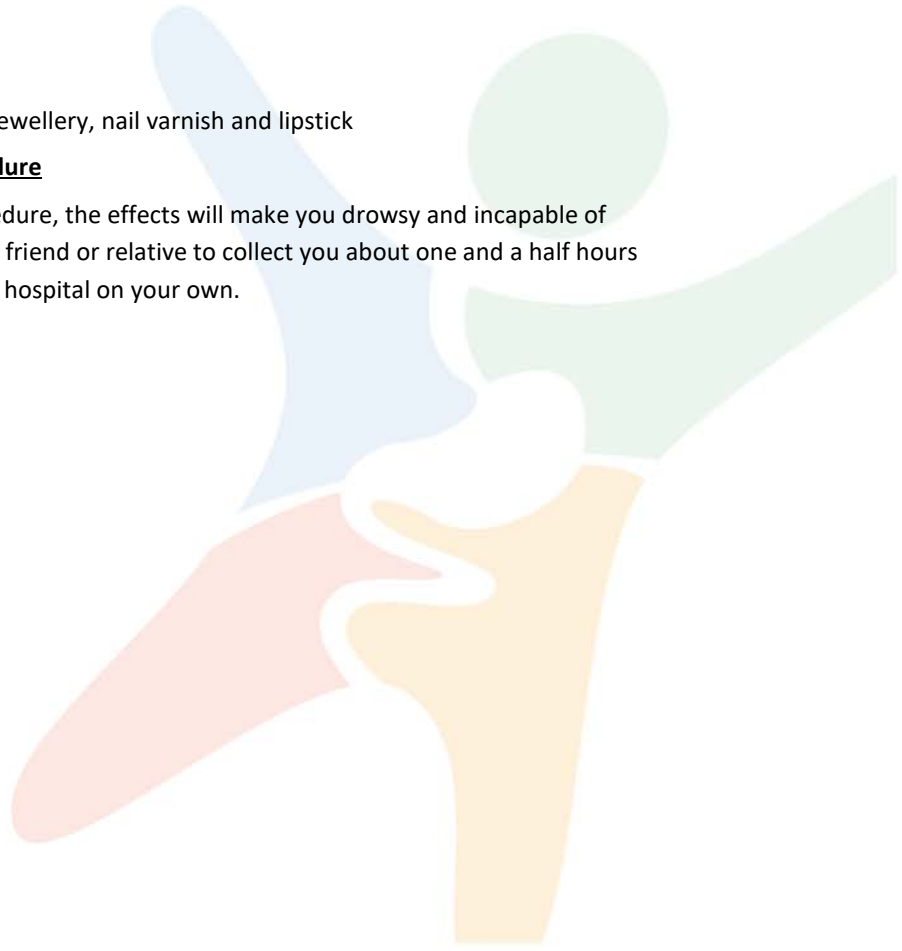 ewellery, nail varnish and lipstick
dure
edure, the effects will make you drowsy and incapable of
friend or relative to collect you about one and a half hours
hospital on your own.